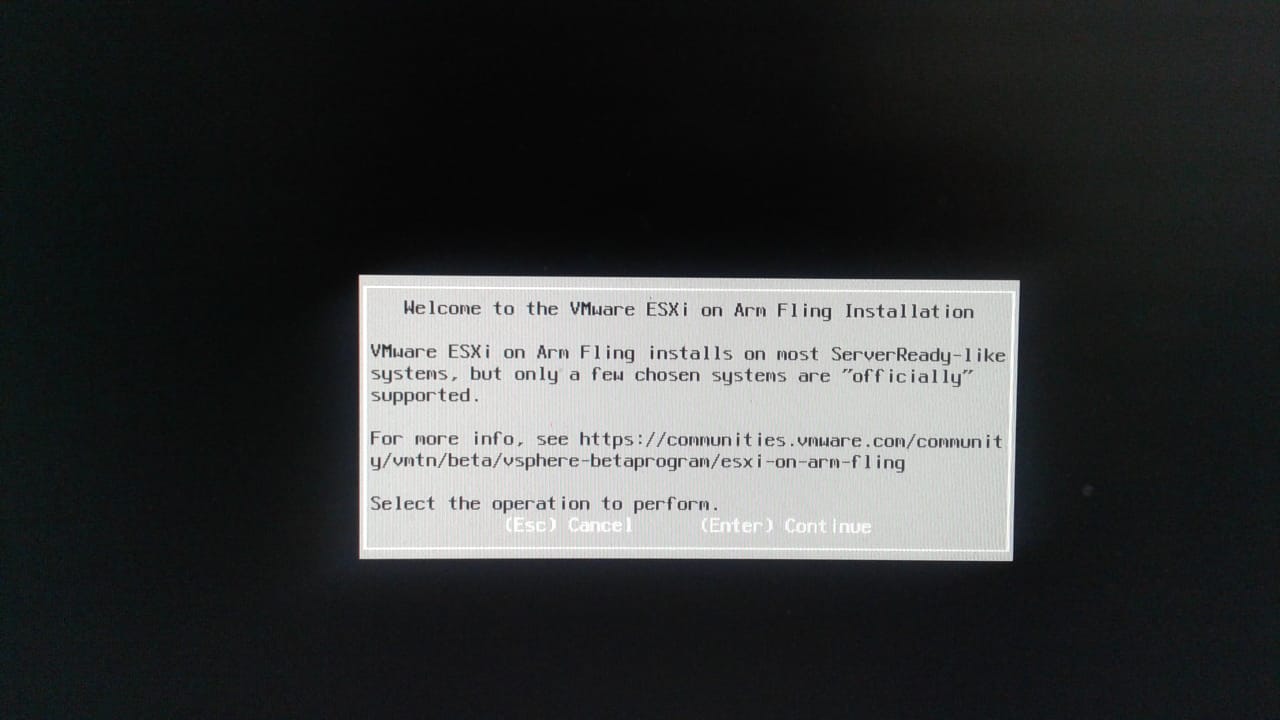 Welcome to the VMware ESXi on Arm Fling Installation
VMware ESXi on Arm Fling installs on most ServerReady-like
systems, but only a few chosen systems are "officially"
supported.
For more info, see https://communities.vmware.com/communit
y/vmtn/beta/vsphere-betaprogram/esxi-on-arm-fling
Select the operation to perform.
(Esc) Cancel (Enter) Continue